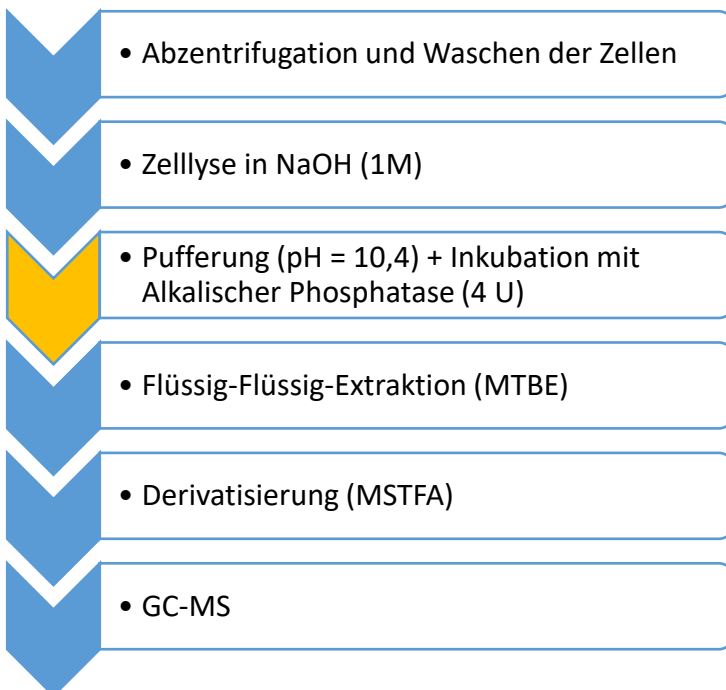 • Abzentrifugation und Waschen der Zellen
• Zelllyse in NaOH (1M)
• Pufferung (pH = 10,4) + Inkubation mit
Alkalischer Phosphatase (4 U)
• Flüssig-Flüssig-Extraktion (MTBE)
• Derivatisierung (MSTFA)
• GC-MS